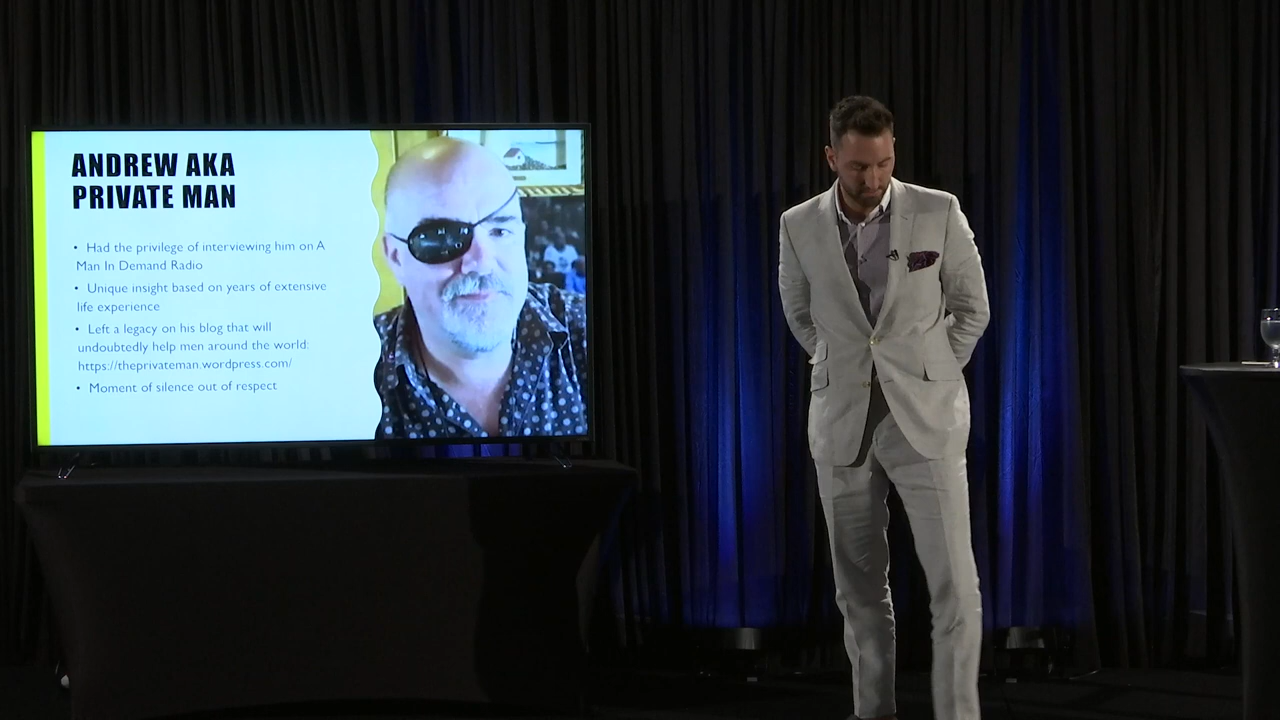 ANDREW AKA
PRIVATE MAN
• Had the privilege of interviewing him on A
Man In Demand Radio
• Unique insight based on years of extensive
life experience
• Left a legacy on his blog that will
undoubtedly help men around the world:
https://theprivateman.wordpress.com/
• Moment of silence out of respect